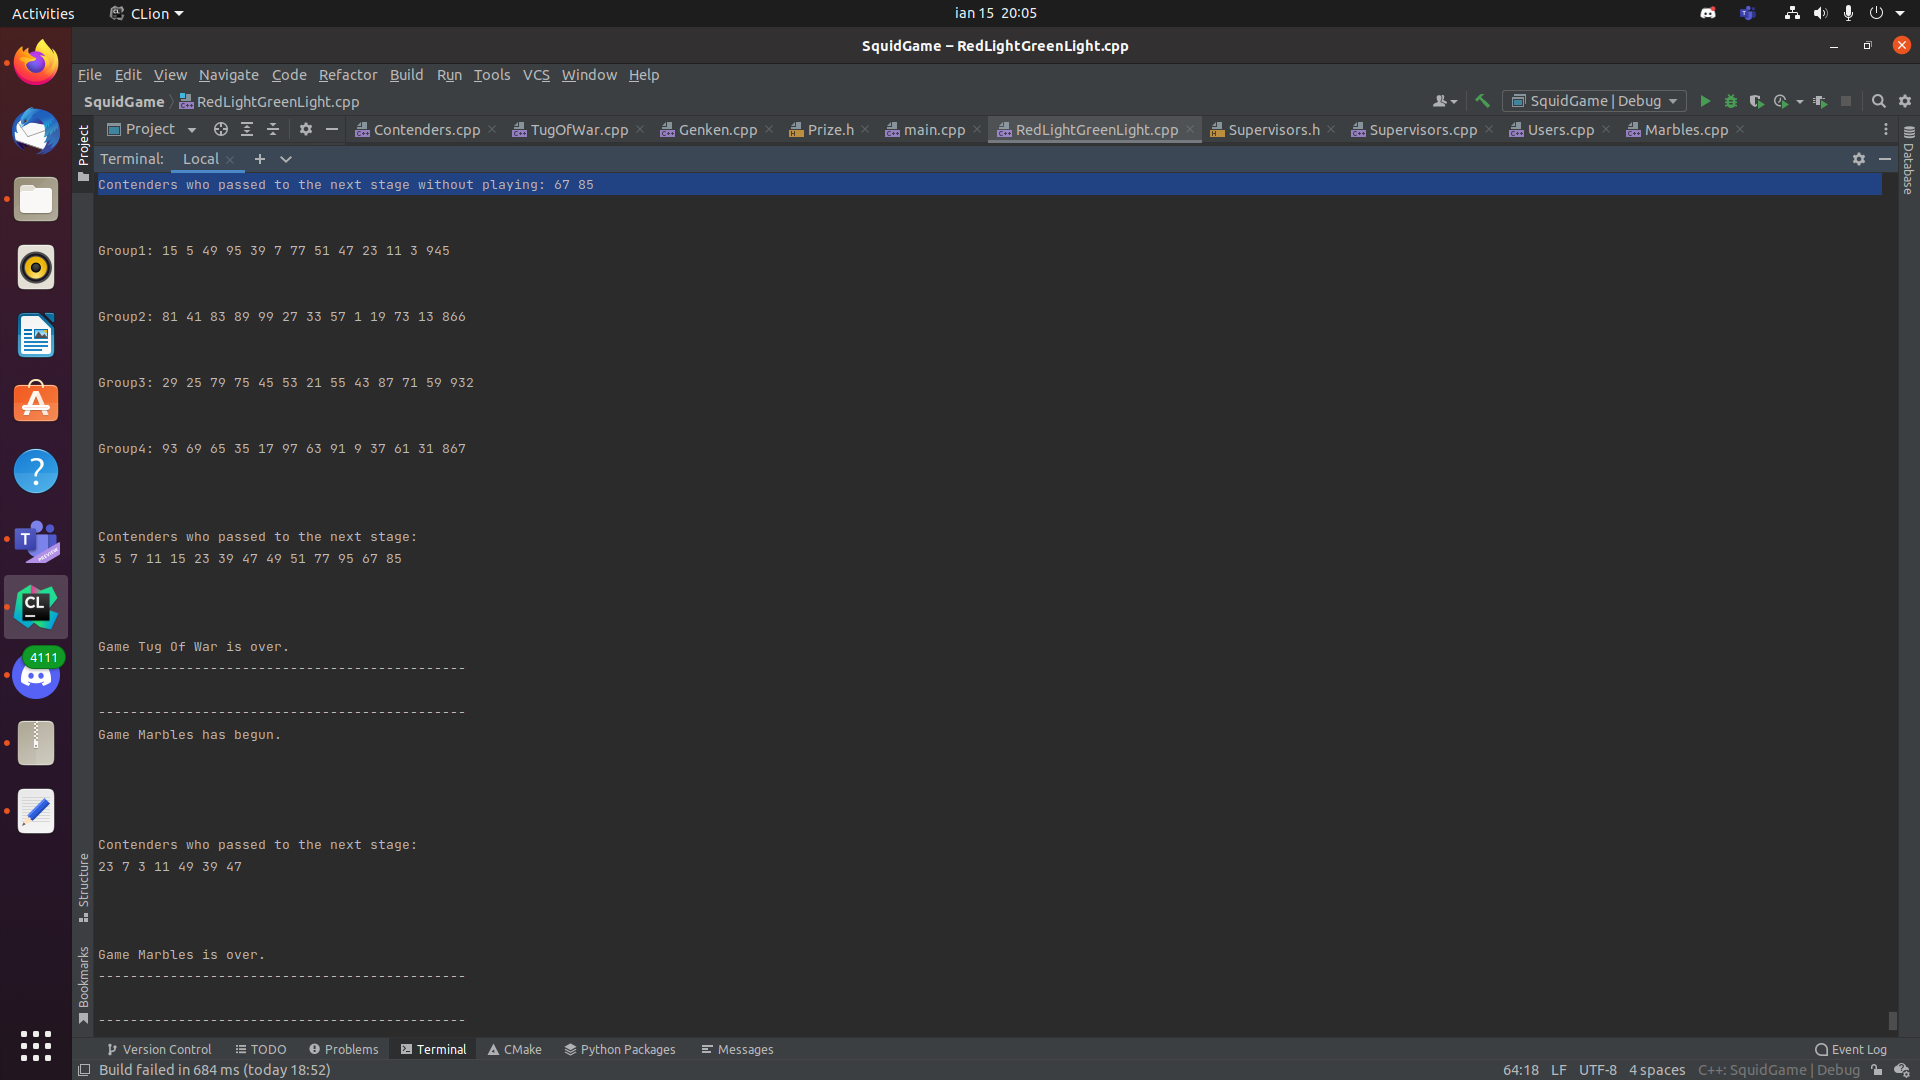 Activities CLion ian 15 20:05
SquidGame – RedLightGreenLight.cpp
File Edit View Navigate Code Refactor Build Run Tools VCS Window Help
SquidGame RedLightGreenLight.cpp SquidGame | Debug
Project Contenders.cpp TugOfWar.cpp Genken.cpp Prize.h main.cpp RedLightGreenLight.cpp Supervisors.h Supervisors.cpp Users.cpp Marbles.cpp
Project
Database
Terminal: Local
Contenders who passed to the next stage without playing: 67 85
Group1: 15 5 49 95 39 7 77 51 47 23 11 3 945
Group2: 81 41 83 89 99 27 33 57 1 19 73 13 866
Group3: 29 25 79 75 45 53 21 55 43 87 71 59 932
Group4: 93 69 65 35 17 97 63 91 9 37 61 31 867
Contenders who passed to the next stage:
3 5 7 11 15 23 39 47 49 51 77 95 67 85
Game Tug Of War is over.
----------------------------------------------
----------------------------------------------
Game Marbles has begun.
Contenders who passed to the next stage:
23 7 3 11 49 39 47
Game Marbles is over.
----------------------------------------------
----------------------------------------------
T
PREVIEW
CL
4111
Structure
Bookmarks
Version Control TODO Problems Terminal CMake Python Packages Messages Event Log
Build failed in 684 ms (today 18:52) 64:18 LF UTF-8 4 spaces C++: SquidGame | Debug